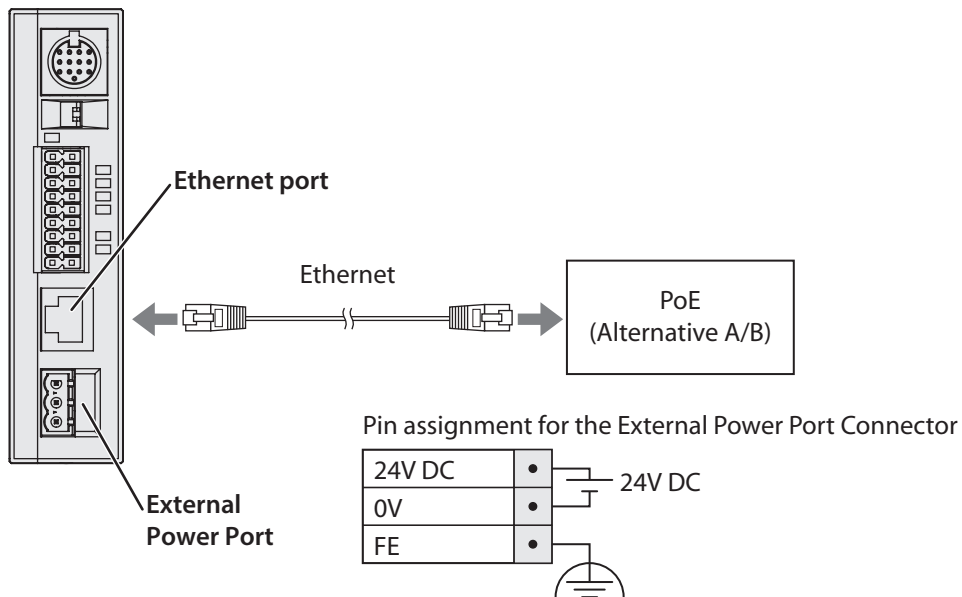 Ethernet port
Ethernet
PoE
(Alternative A/B)
Pin assignment for the External Power Port Connector
24V DC
24V DC
0V
FE
External
Power Port